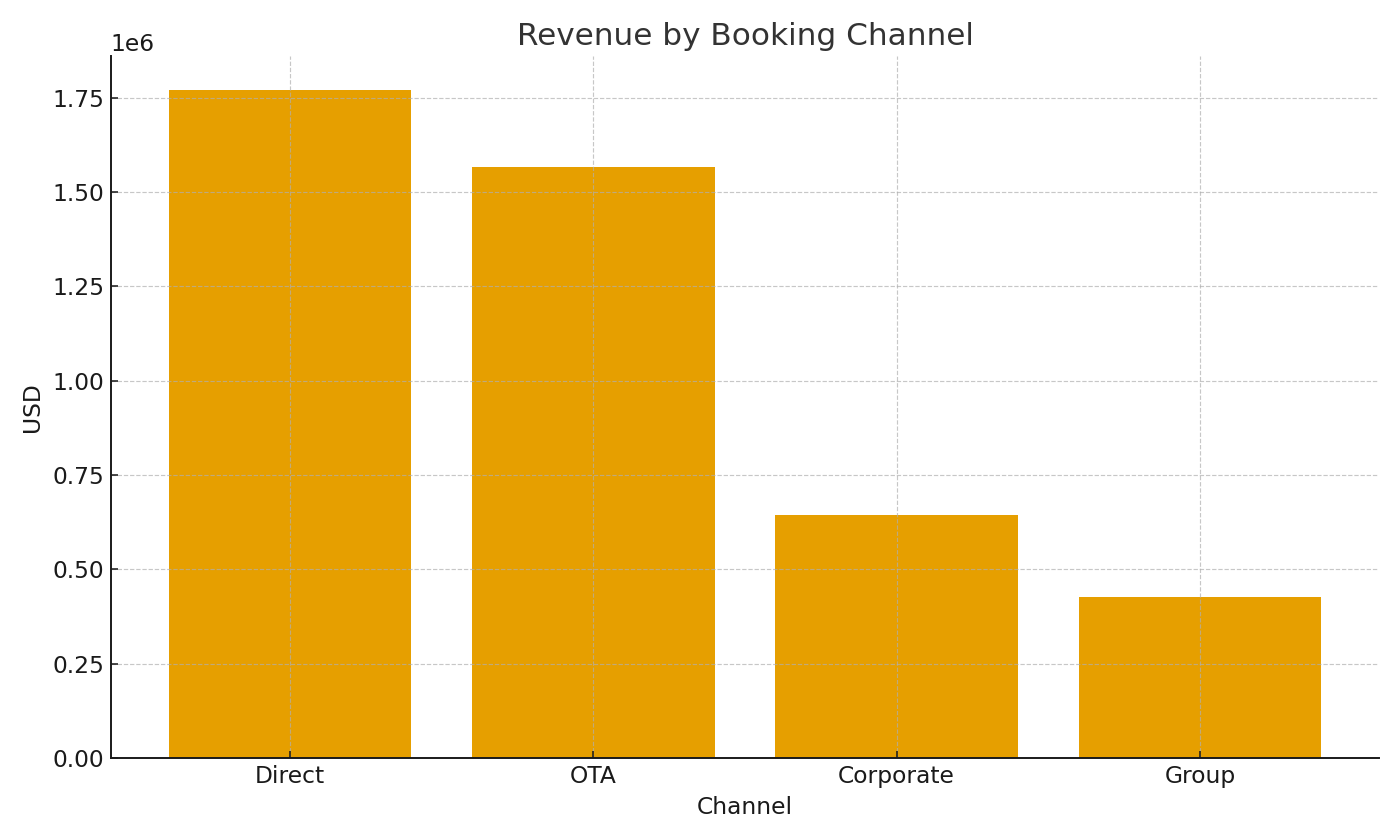 Revenue by Booking Channel
1e6
1.75
1.50
1.25
1.00
0.75
0.50
0.25
0.00
USD
Direct OTA Corporate Group
Channel